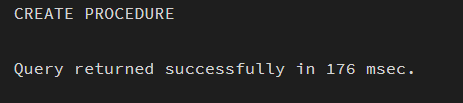 CREATE PROCEDURE
Query returned successfully in 176 msec.